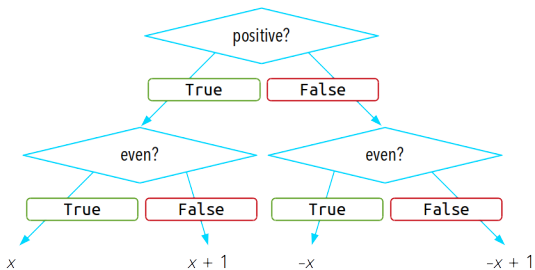 positive?
True False
even? even?
True False True False
x x + 1 -x -x + 1